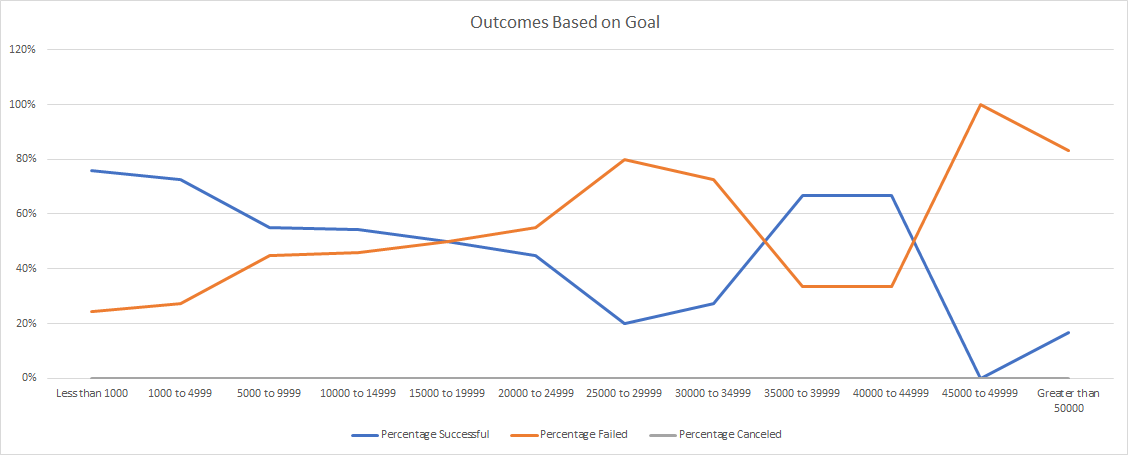 Outcomes Based on Goal
120%
100%
80%
60%
40%
20%
0%
Less than 1000
1000 to 4999
5000 to 9999
10000 to 14999
15000 to 19999
20000 to 24999
25000 to 29999
30000 to 34999
35000 to 39999
40000 to 44999
45000 to 49999
Greater than
50000
Percentage Successful
Percentage Failed
Percentage Canceled